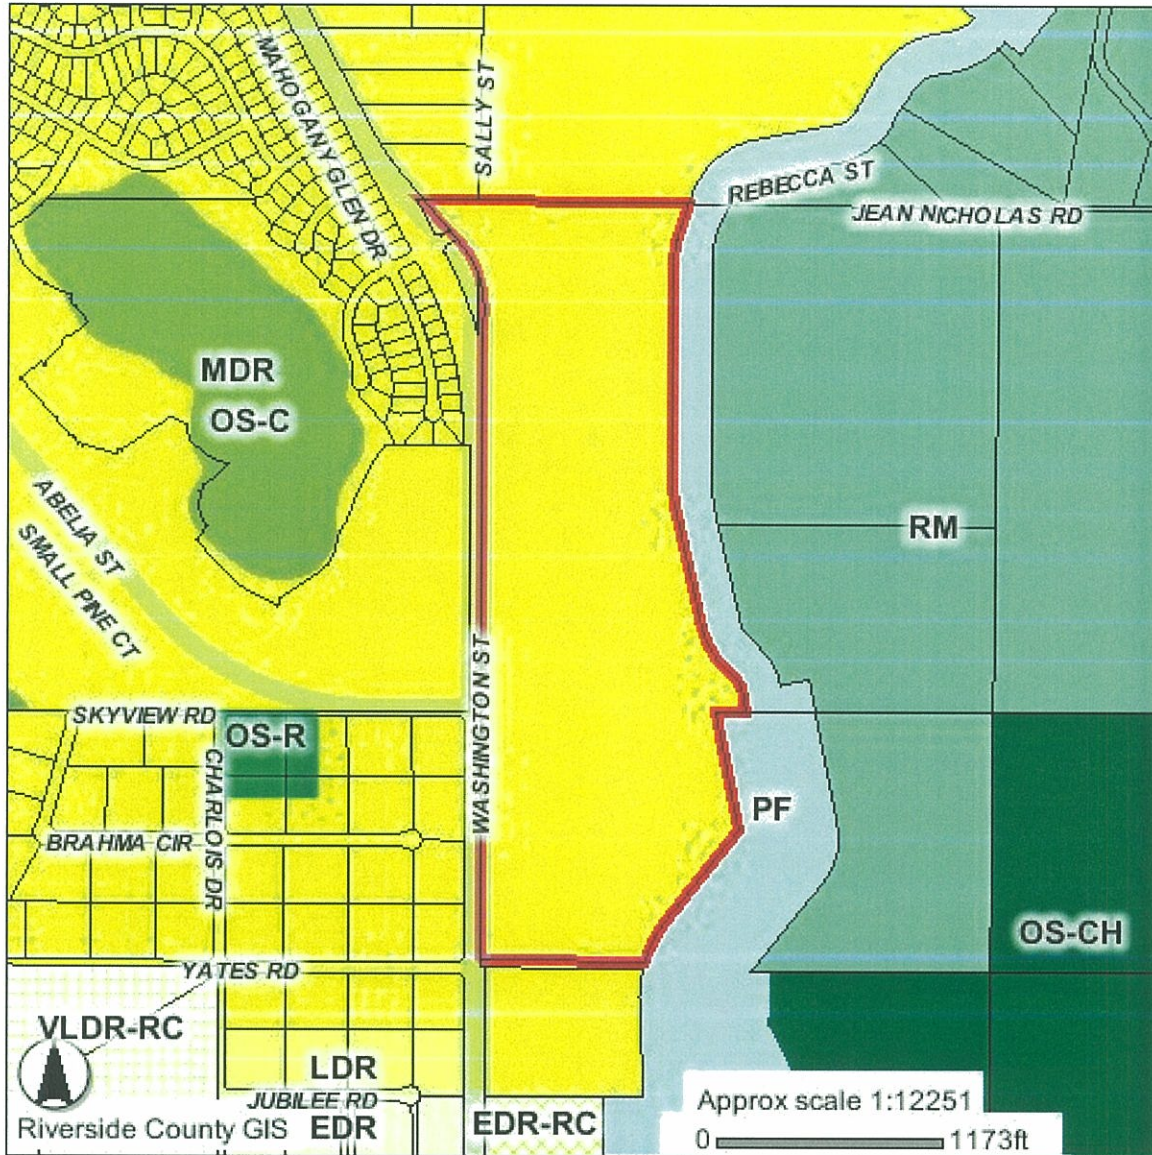 MAHOGANYGLEN DR
SALLY ST
REBECCA ST
JEAN NICHOLAS RD
MDR
OS-C
RM
ABELIA ST
SMALL PINE CT
WASHINGTON ST
SKYVIEW RD
OS-R
CHARLOIS DR
PF
BRAHMA CIR
OS-CH
YATES RD
VLDR-RC
LDR
JUBILEE RD
Approx scale 1:12251
Riverside County GIS
EDR
EDR-RC
0 1173ft